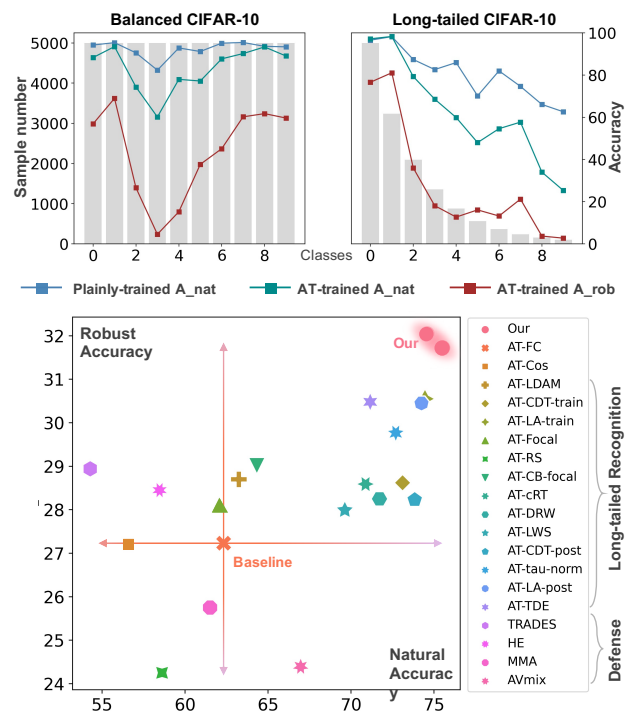 Balanced CIFAR-10
Long-tailed CIFAR-10
Sample number
5000
4000
3000
2000
1000
0
0 2 4 6 8
Classes
0 2 4 6 8
100
80
60
40
20
0
Accuracy
Plainly-trained A_nat
AT-trained A_nat
AT-trained A_rob
Robust
Accuracy
32
31
30
29
28
27
26
25
24
55 60 65 70 75
Our
Baseline
Natural
Accurac
y
Our
AT-FC
AT-Cos
AT-LDAM
AT-CDT-train
AT-LA-train
AT-Focal
AT-RS
AT-CB-focal
AT-cRT
AT-DRW
AT-LWS
AT-CDT-post
AT-tau-norm
AT-LA-post
AT-TDE
TRADES
HE
MMA
AVmix
Long-tailed Recognition
Defense